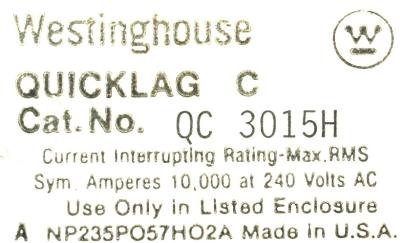 Westinghouse
QUICKLAG C
Cat. No. QC 3015H
Current Interrupting Rating-Max.RMS
Sym. Amperes 10,000 at 240 Volts AC
Use Only in Listed Enclosure
A NP235PO57HO2A Made in U.S.A.